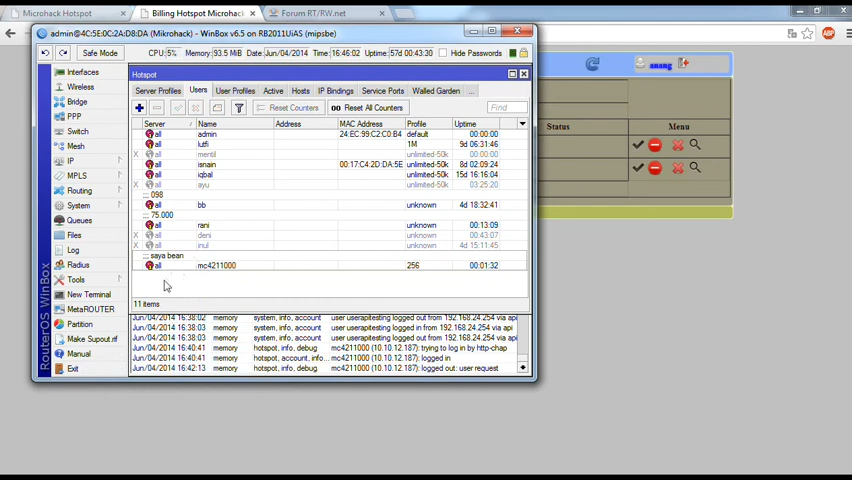 Microhack Hotspot
Billing Hotspot Microhack
Forum RT/RW.net
ABP
admin@4C:5E:0C:2A:D8:DA (Mikrohack) - WinBox v6.5 on RB2011UiAS (mipsbe)
Safe Mode CPU: 5% Memory: 93.5 MiB Date: Jun/04/2014 Time: 16:46:02 Uptime: 57d 00:43:30 Hide Passwords
anang
Status Menu
RouterOS WinBox
Interfaces
Wireless
Bridge
PPP
Switch
Mesh
IP
MPLS
Routing
System
Queues
Files
Log
Radius
Tools
New Terminal
MetaROUTER
Partition
Make Supout.rif
Manual
Exit
Hotspot
Server Profiles Users User Profiles Active Hosts IP Bindings Service Ports Walled Garden ...
00 Reset Counters 00 Reset All Counters Find
Server / Name Address MAC Address Profile Uptime
all admin 24:EC:99:C2:C0:B4 default 00:00:00
all lutfi 1M 9d 06:31:46
X all mentil unlimited-50k 00:00:00
all isnain 00:17:C4:2D:DA:5E unlimited-50k 8d 02:09:24
all iqbal unlimited-50k 15d 16:16:04
X all ayu unlimited-50k 03:25:20
;;; 098
all bb unknown 4d 18:32:41
;;; 75.000
all rani unknown 00:13:09
X all deni unknown 00:43:07
X all inul unknown 4d 15:11:45
;;; saya bean
all mc4211000 256 00:01:32
11 items
Jun/04/2014 16:38:02 memory system, info, account user userapitesting logged out from 192.168.24.254 via api
Jun/04/2014 16:38:03 memory system, info, account user userapitesting logged in from 192.168.24.254 via api
Jun/04/2014 16:38:03 memory system, info, account user userapitesting logged out from 192.168.24.254 via api
Jun/04/2014 16:40:41 memory hotspot, info, debug mc4211000 (10.10.12.187): trying to log in by http-chap
Jun/04/2014 16:40:41 memory hotspot, account, info,... mc4211000 (10.10.12.187): logged in
Jun/04/2014 16:42:13 memory hotspot, info, debug mc4211000 (10.10.12.187): logged out: user request